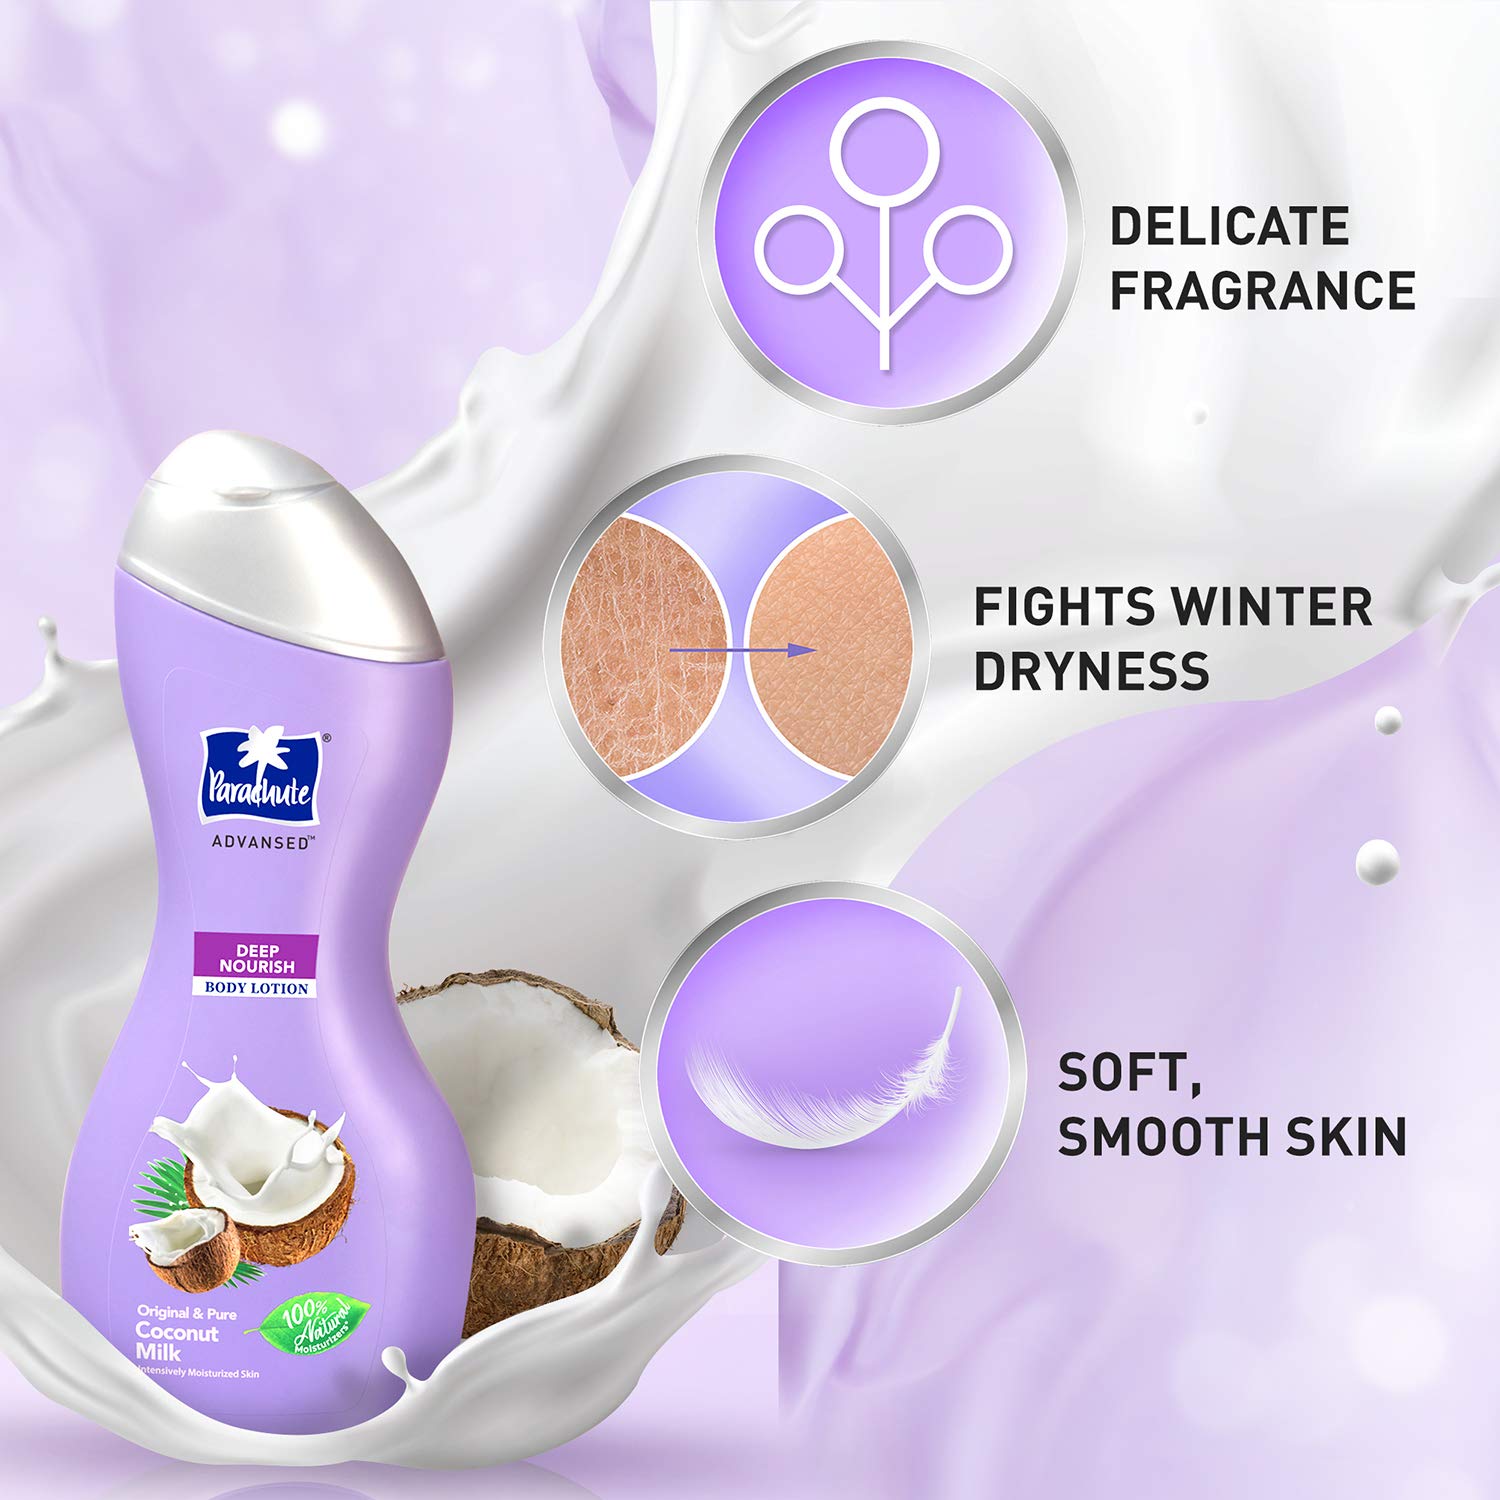 DELICATE
FRAGRANCE
FIGHTS WINTER
DRYNESS
SOFT,
SMOOTH SKIN
Parachute®
ADVANSED™
DEEP
NOURISH
BODY LOTION
Original & Pure
Coconut
Milk
Intensively Moisturized Skin
100%
Natural
Moisturizers*